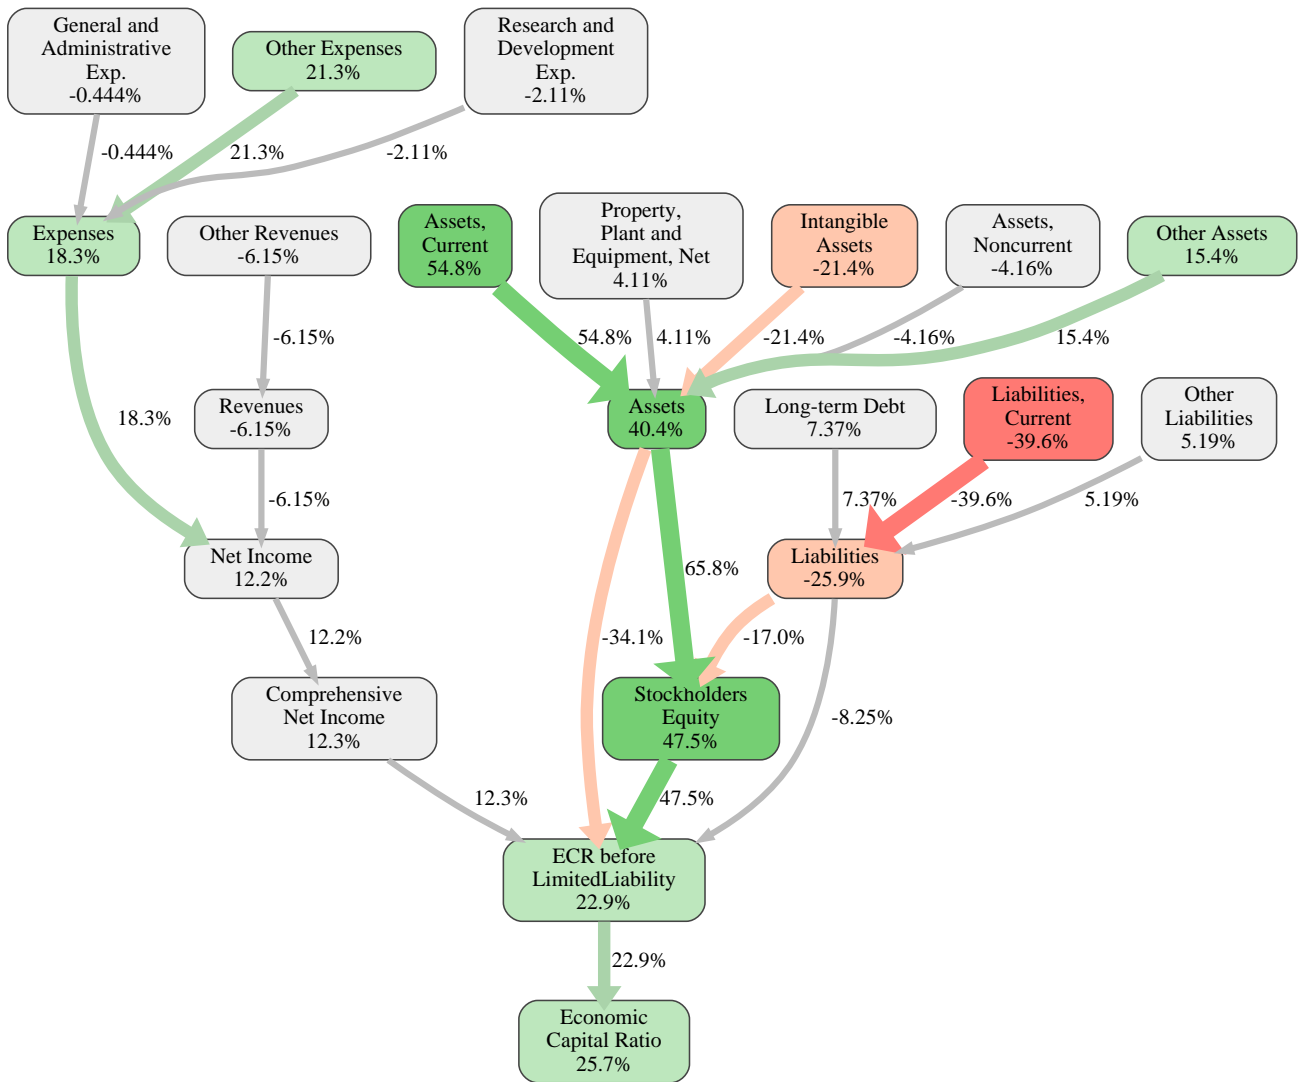 General and
Administrative
Exp.
-0.444%
Other Expenses
21.3%
Research and
Development
Exp.
-2.11%
-0.444%
21.3%
-2.11%
Expenses
18.3%
Other Revenues
-6.15%
Assets,
Current
54.8%
Property,
Plant and
Equipment, Net
4.11%
Intangible
Assets
-21.4%
Assets,
Noncurrent
-4.16%
Other Assets
15.4%
-6.15%
54.8%
4.11%
-21.4%
-4.16%
15.4%
18.3%
Revenues
-6.15%
Assets
40.4%
Long-term Debt
7.37%
Liabilities,
Current
-39.6%
Other
Liabilities
5.19%
-6.15%
7.37%
-39.6%
5.19%
Net Income
12.2%
65.8%
Liabilities
-25.9%
12.2%
-34.1%
-17.0%
Comprehensive
Net Income
12.3%
Stockholders
Equity
47.5%
-8.25%
12.3%
47.5%
ECR before
LimitedLiability
22.9%
22.9%
Economic
Capital Ratio
25.7%